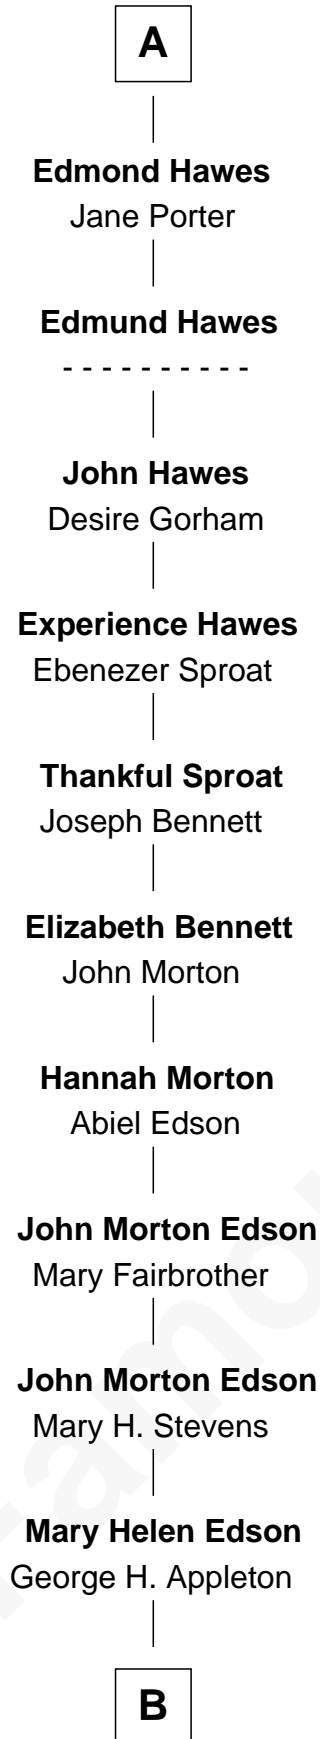 A
Edmond Hawes
Jane Porter
Edmund Hawes
- - - - - - - - - -
John Hawes
Desire Gorham
Experience Hawes
Ebenezer Sproat
Thankful Sproat
Joseph Bennett
Elizabeth Bennett
John Morton
Hannah Morton
Abiel Edson
John Morton Edson
Mary Fairbrother
John Morton Edson
Mary H. Stevens
Mary Helen Edson
George H. Appleton
B